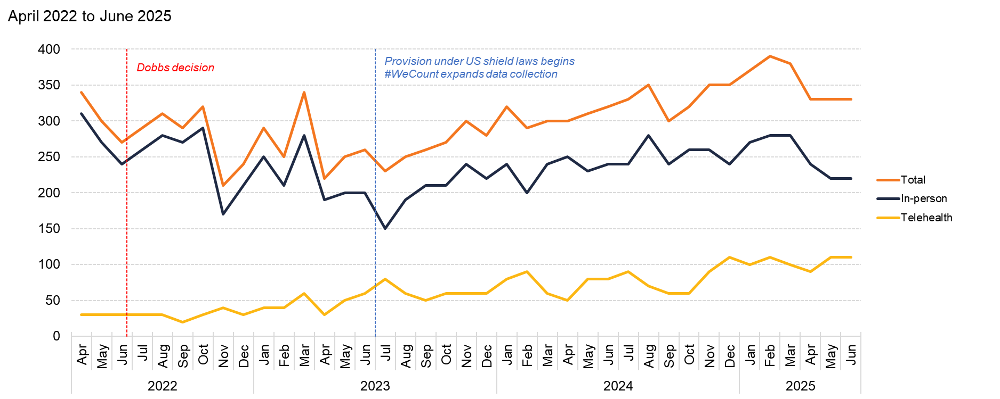 April 2022 to June 2025
400
350
300
250
200
150
100
50
0
Dobbs decision
Provision under US shield laws begins
#WeCount expands data collection
Total
In-person
Telehealth
Apr May Jun Jul Aug Sep Oct Nov Dec Jan Feb Mar Apr May Jun Jul Aug Sep Oct Nov Dec Jan Feb Mar Apr May Jun Jul Aug Sep Oct Nov Dec Jan Feb Mar Apr May Jun
2022 2023 2024 2025